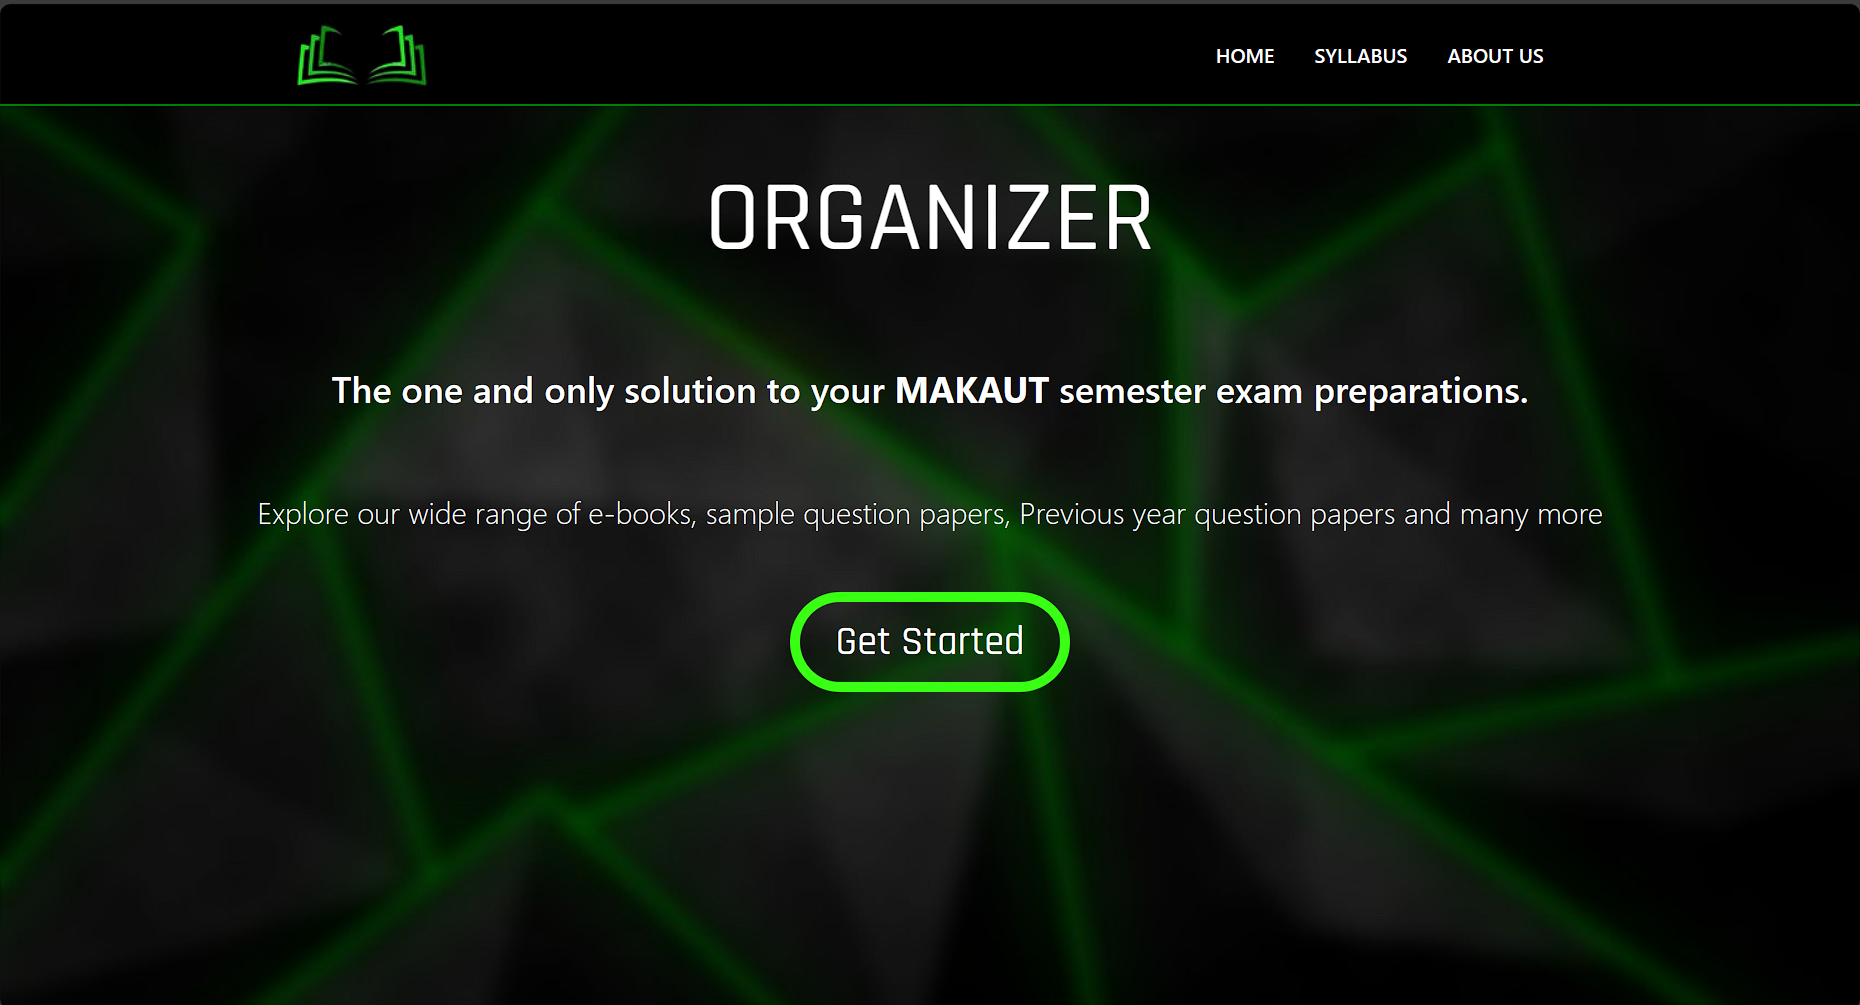 HOME SYLLABUS ABOUT US
ORGANIZER
The one and only solution to your MAKAUT semester exam preparations.
Explore our wide range of e-books, sample question papers, Previous year question papers and many more
Get Started